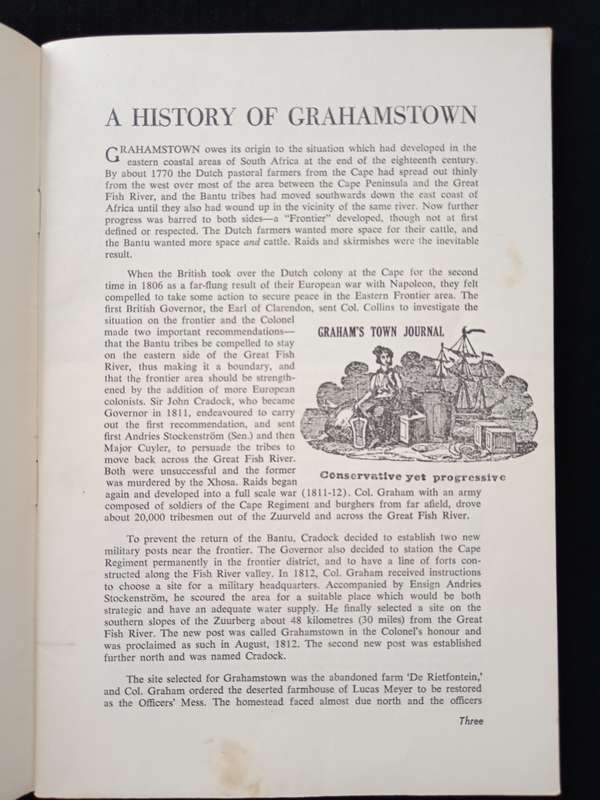 A HISTORY OF GRAHAMSTOWN
GRAHAMSTOWN owes its origin to the situation which had developed in the
eastern coastal areas of South Africa at the end of the eighteenth century.
By about 1770 the Dutch pastoral farmers from the Cape had spread out thinly
from the west over most of the area between the Cape Peninsula and the Great
Fish River, and the Bantu tribes had moved southwards down the east coast of
Africa until they also had wound up in the vicinity of the same river. Now further
progress was barred to both sides—a “Frontier” developed, though not at first
defined or respected. The Dutch farmers wanted more space for their cattle, and
the Bantu wanted more space and cattle. Raids and skirmishes were the inevitable
result.
When the British took over the Dutch colony at the Cape for the second
time in 1806 as a far-flung result of their European war with Napoleon, they felt
compelled to take some action to secure peace in the Eastern Frontier area. The
first British Governor, the Earl of Clarendon, sent Col. Collins to investigate the
situation on the frontier and the Colonel
made two important recommendations—
that the Bantu tribes be compelled to stay
on the eastern side of the Great Fish
River, thus making it a boundary, and
that the frontier area should be strength-
ened by the addition of more European
colonists. Sir John Cradock, who became
Governor in 1811, endeavoured to carry
out the first recommendation, and sent
first Andries Stockenström (Sen.) and then
Major Cuyler, to persuade the tribes to
move back across the Great Fish River.
Both were unsuccessful and the former
was murdered by the Xhosa. Raids began
GRAHAM'S TOWN JOURNAL
Conservative yet progressive
again and developed into a full scale war (1811-12). Col. Graham with an army
composed of soldiers of the Cape Regiment and burghers from far afield, drove
about 20,000 tribesmen out of the Zuurveld and across the Great Fish River.
To prevent the return of the Bantu, Cradock decided to establish two new
military posts near the frontier. The Governor also decided to station the Cape
Regiment permanently in the frontier district, and to have a line of forts con-
structed along the Fish River valley. In 1812, Col. Graham received instructions
to choose a site for a military headquarters. Accompanied by Ensign Andries
Stockenström, he scoured the area for a suitable place which would be both
strategic and have an adequate water supply. He finally selected a site on the
southern slopes of the Zuurberg about 48 kilometres (30 miles) from the Great
Fish River. The new post was called Grahamstown in the Colonel's honour and
was proclaimed as such in August, 1812. The second new post was established
further north and was named Cradock.
The site selected for Grahamstown was the abandoned farm ‘De Rietfontein,’
and Col. Graham ordered the deserted farmhouse of Lucas Meyer to be restored
as the Officers' Mess. The homestead faced almost due north and the officers
Three